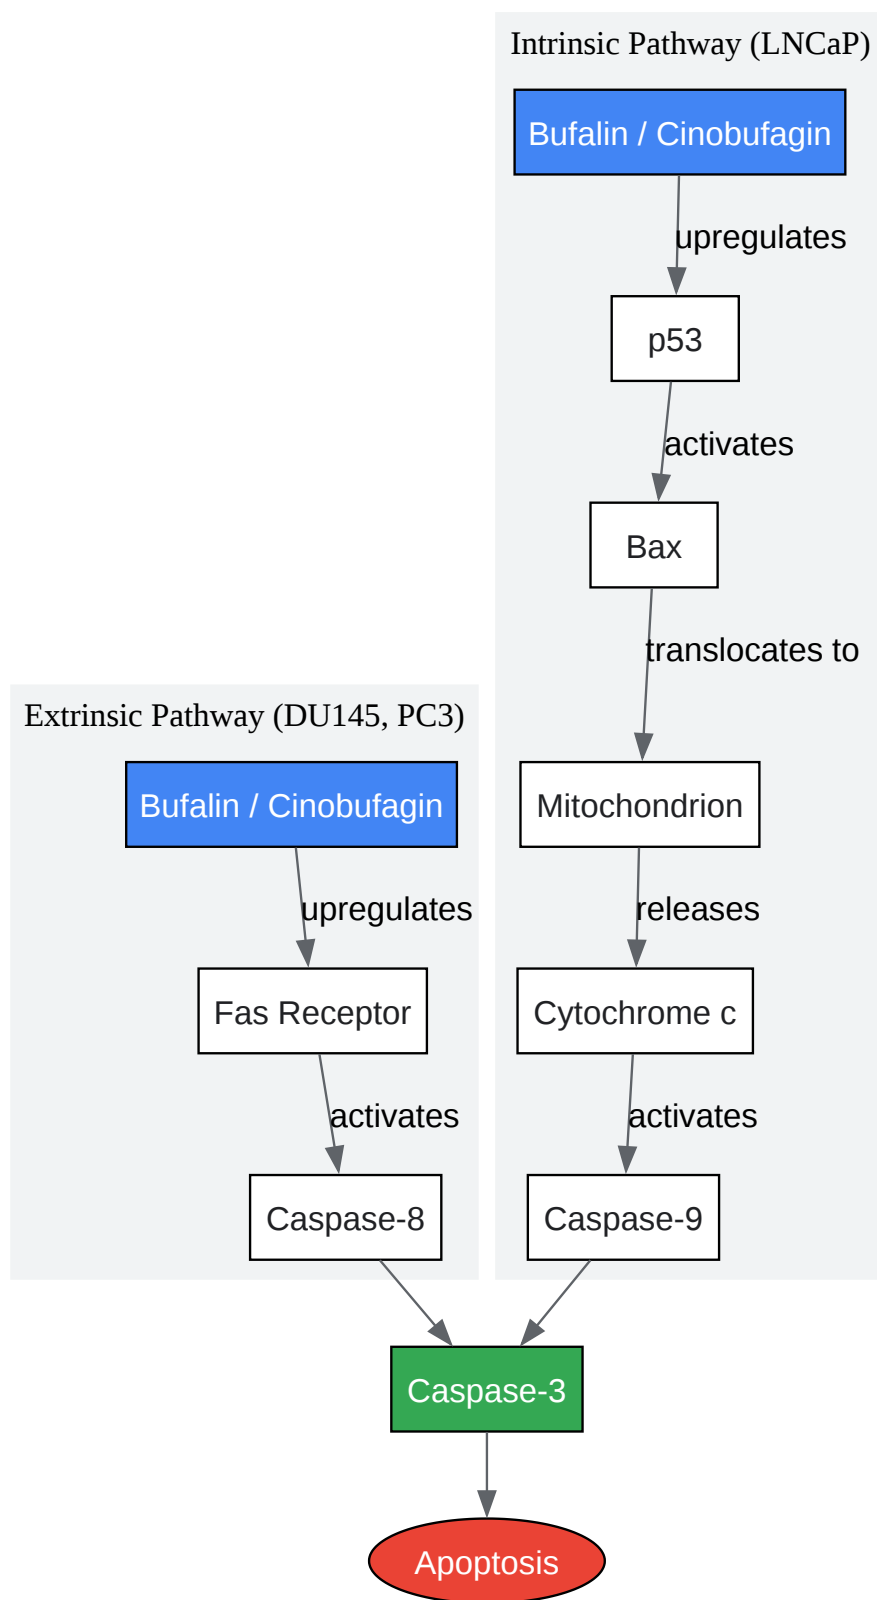 Intrinsic Pathway (LNCaP)
Bufalin / Cinobufagin
upregulates
p53
activates
Bax
translocates to
Extrinsic Pathway (DU145, PC3)
Bufalin / Cinobufagin
Mitochondrion
upregulates
releases
Fas Receptor
Cytochrome c
activates
activates
Caspase-8
Caspase-9
Caspase-3
Apoptosis